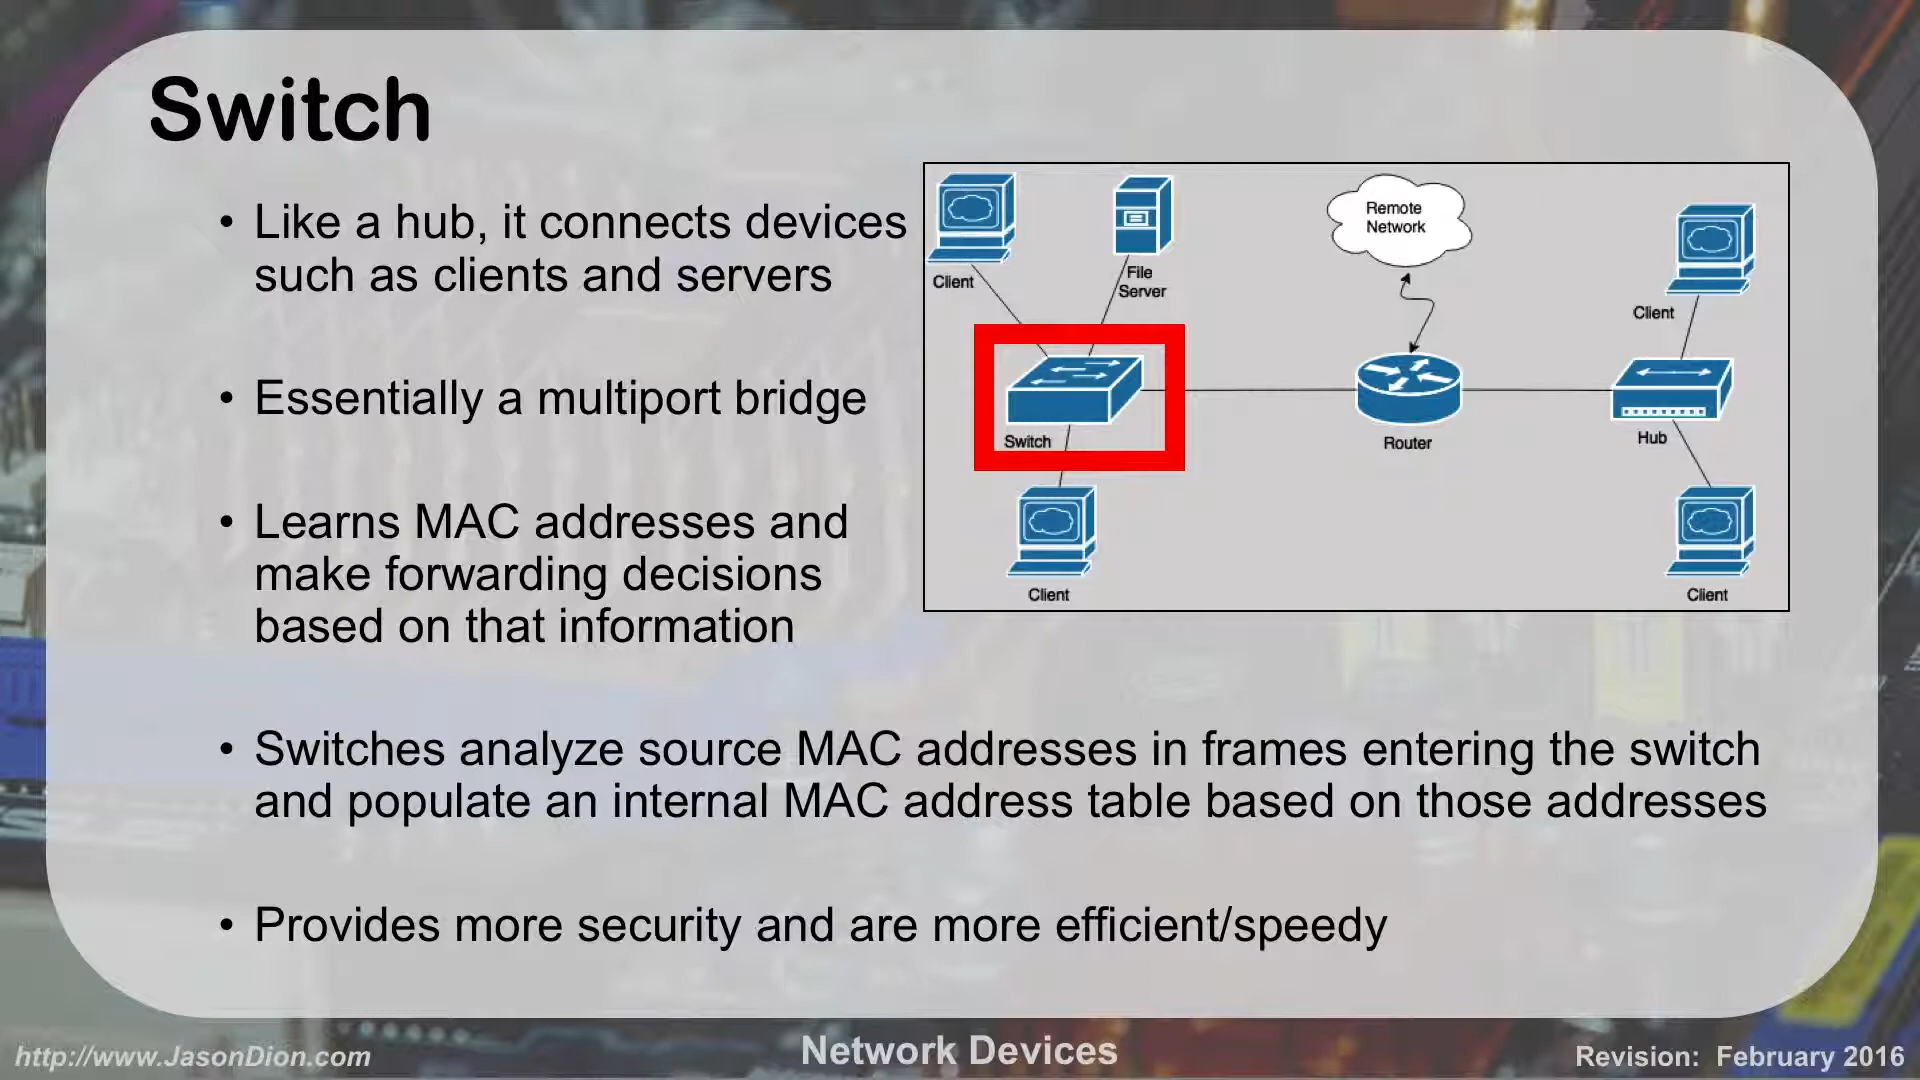 Switch
• Like a hub, it connects devices
such as clients and servers
• Essentially a multiport bridge
• Learns MAC addresses and
make forwarding decisions
based on that information
• Switches analyze source MAC addresses in frames entering the switch
and populate an internal MAC address table based on those addresses
• Provides more security and are more efficient/speedy
Client
File
Server
Remote
Network
Client
Switch
Router
Hub
Client
Client
http://www.JasonDion.com
Network Devices
Revision: February 2016